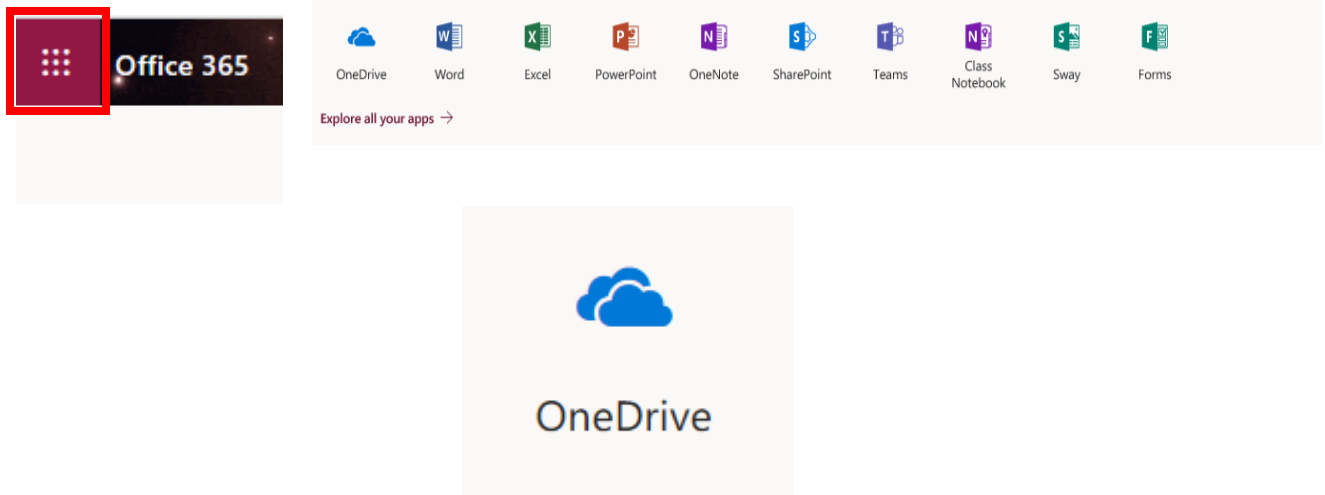 Office 365
OneDrive Word Excel PowerPoint OneNote SharePoint Teams Class Notebook Sway Forms
Explore all your apps →
OneDrive